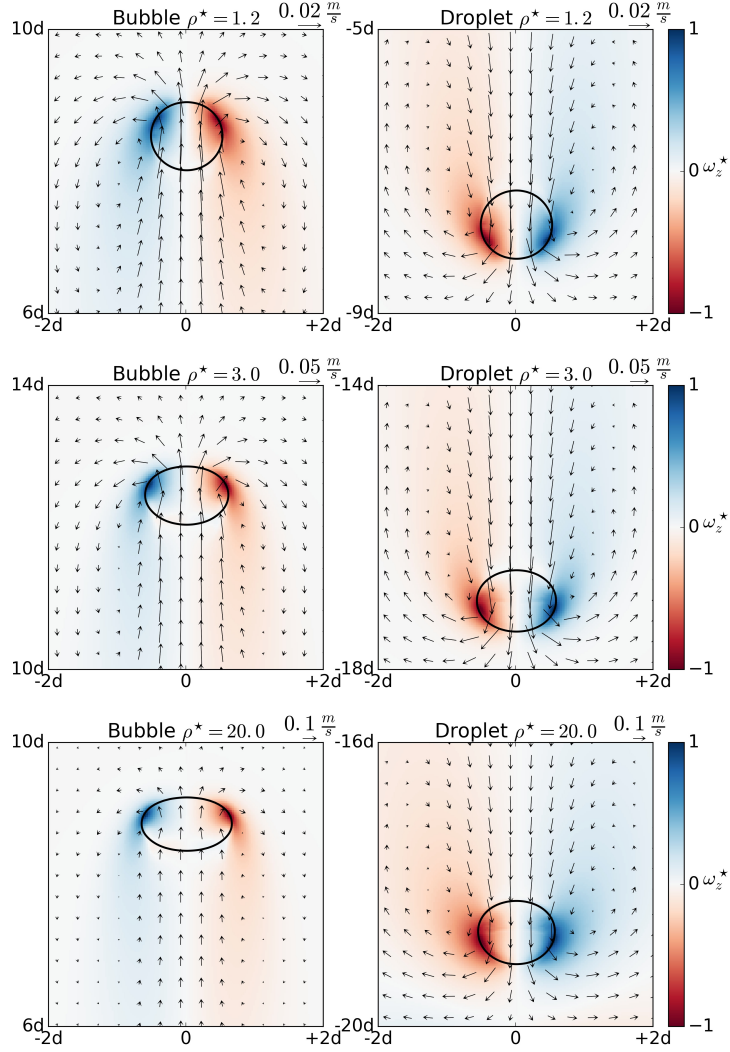 Bubble ρ⋆ = 1.2 0.02 m/s
Droplet ρ⋆ = 1.2 0.02 m/s
10d
6d
-2d 0 +2d
-5d
-9d
-2d 0 +2d
1
0 ω_z⋆
−1
Bubble ρ⋆ = 3.0 0.05 m/s
Droplet ρ⋆ = 3.0 0.05 m/s
14d
10d
-2d 0 +2d
-14d
-18d
-2d 0 +2d
1
0 ω_z⋆
−1
Bubble ρ⋆ = 20.0 0.1 m/s
Droplet ρ⋆ = 20.0 0.1 m/s
10d
6d
-2d 0 +2d
-16d
-20d
-2d 0 +2d
1
0 ω_z⋆
−1